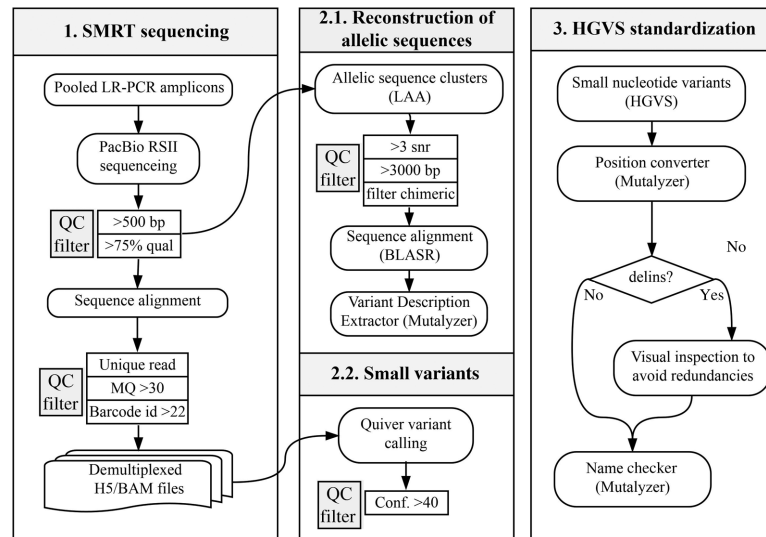 1. SMRT sequencing
Pooled LR-PCR amplicons
PacBio RSII
sequenceing
QC
filter
>500 bp
>75% qual
Sequence alignment
QC
filter
Unique read
MQ >30
Barcode id >22
Demultiplexed
H5/BAM files
2.1. Reconstruction of
allelic sequences
Allelic sequence clusters
(LAA)
QC
filter
>3 snr
>3000 bp
filter chimeric
Sequence alignment
(BLASR)
Variant Description
Extractor (Mutalyzer)
2.2. Small variants
Quiver variant
calling
QC
filter
Conf. >40
3. HGVS standardization
Small nucleotide variants
(HGVS)
Position converter
(Mutalyzer)
No
delins?
No
Yes
Visual inspection to
avoid redundancies
Name checker
(Mutalyzer)